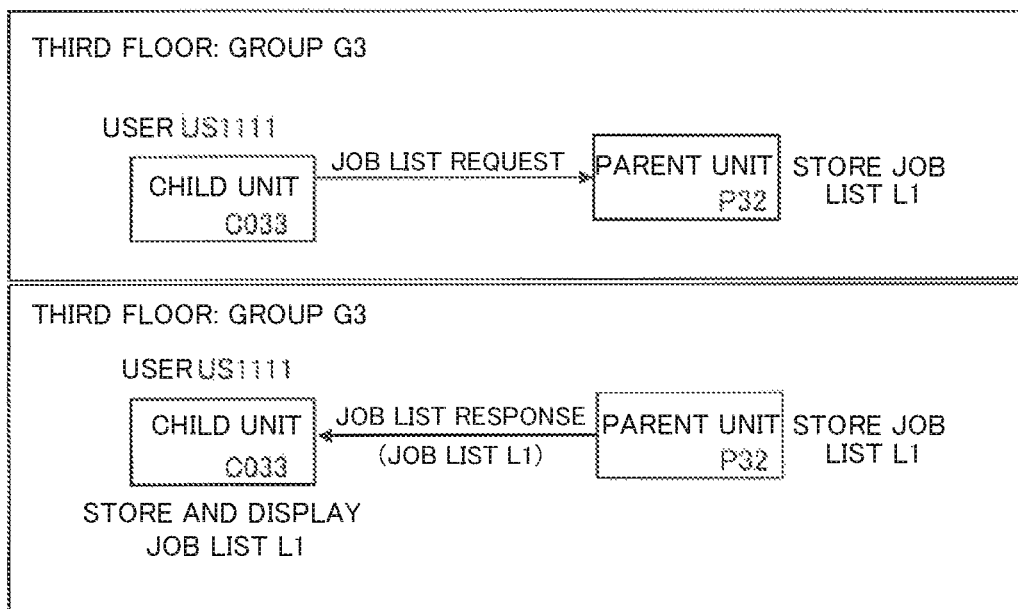 THIRD FLOOR: GROUP G3
USER US1111
CHILD UNIT
C033
JOB LIST REQUEST
PARENT UNIT
P32
STORE JOB
LIST L1
THIRD FLOOR: GROUP G3
USER US1111
CHILD UNIT
C033
JOB LIST RESPONSE
(JOB LIST L1)
PARENT UNIT
P32
STORE JOB
LIST L1
STORE AND DISPLAY
JOB LIST L1